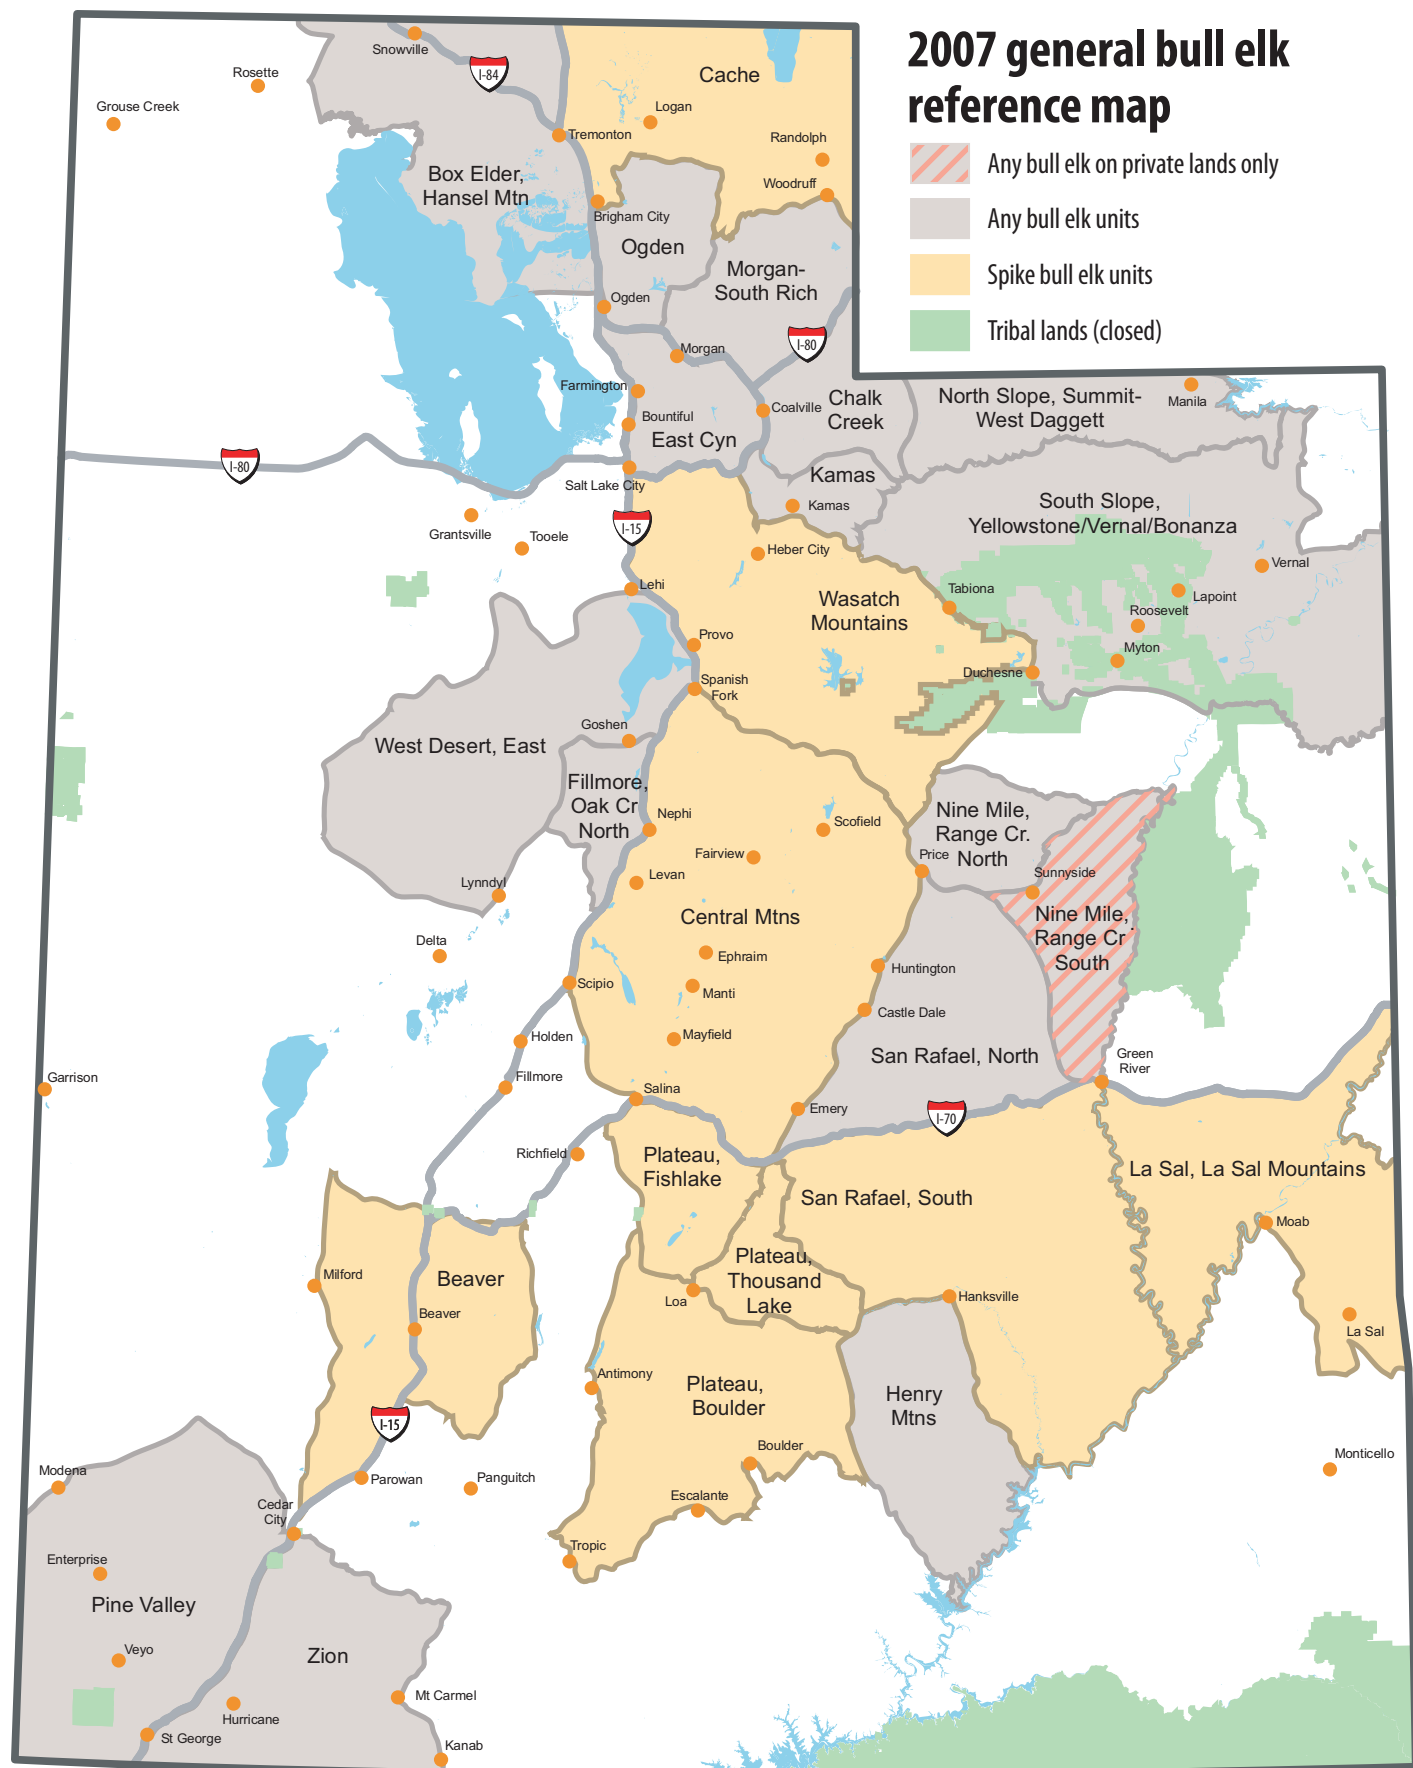 2007 general bull elk
reference map
Any bull elk on private lands only
Any bull elk units
Spike bull elk units
Tribal lands (closed)
Snowville
I-84
Rosette
Grouse Creek
Cache
Logan
Tremonton
Randolph
Woodruff
Box Elder,
Hansel Mtn
Brigham City
Ogden
Morgan-
South Rich
Ogden
Morgan
I-80
Farmington
Bountiful
East Cyn
Coalville
Chalk
Creek
North Slope, Summit-
West Daggett
Manila
I-80
Salt Lake City
Kamas
Kamas
South Slope,
Yellowstone/Vernal/Bonanza
Grantsville
Tooele
I-15
Heber City
Vernal
Lehi
Wasatch
Mountains
Tabiona
Lapoint
Roosevelt
Provo
Myton
Duchesne
Spanish
Fork
Goshen
West Desert, East
Fillmore,
Oak Cr
North
Nephi
Scofield
Nine Mile,
Range Cr.
North
Fairview
Price
Sunnyside
Levan
Lynndyl
Central Mtns
Nine Mile,
Range Cr
South
Delta
Ephraim
Huntington
Scipio
Manti
Castle Dale
Holden
Mayfield
San Rafael, North
Green
River
Garrison
Fillmore
Salina
Emery
I-70
Richfield
Plateau,
Fishlake
La Sal, La Sal Mountains
San Rafael, South
Moab
Milford
Beaver
Plateau,
Thousand
Lake
Loa
Hanksville
Beaver
La Sal
Antimony
Plateau,
Boulder
Henry
Mtns
I-15
Boulder
Monticello
Modena
Parowan
Panguitch
Cedar
City
Escalante
Enterprise
Tropic
Pine Valley
Veyo
Zion
Mt Carmel
Hurricane
St George
Kanab